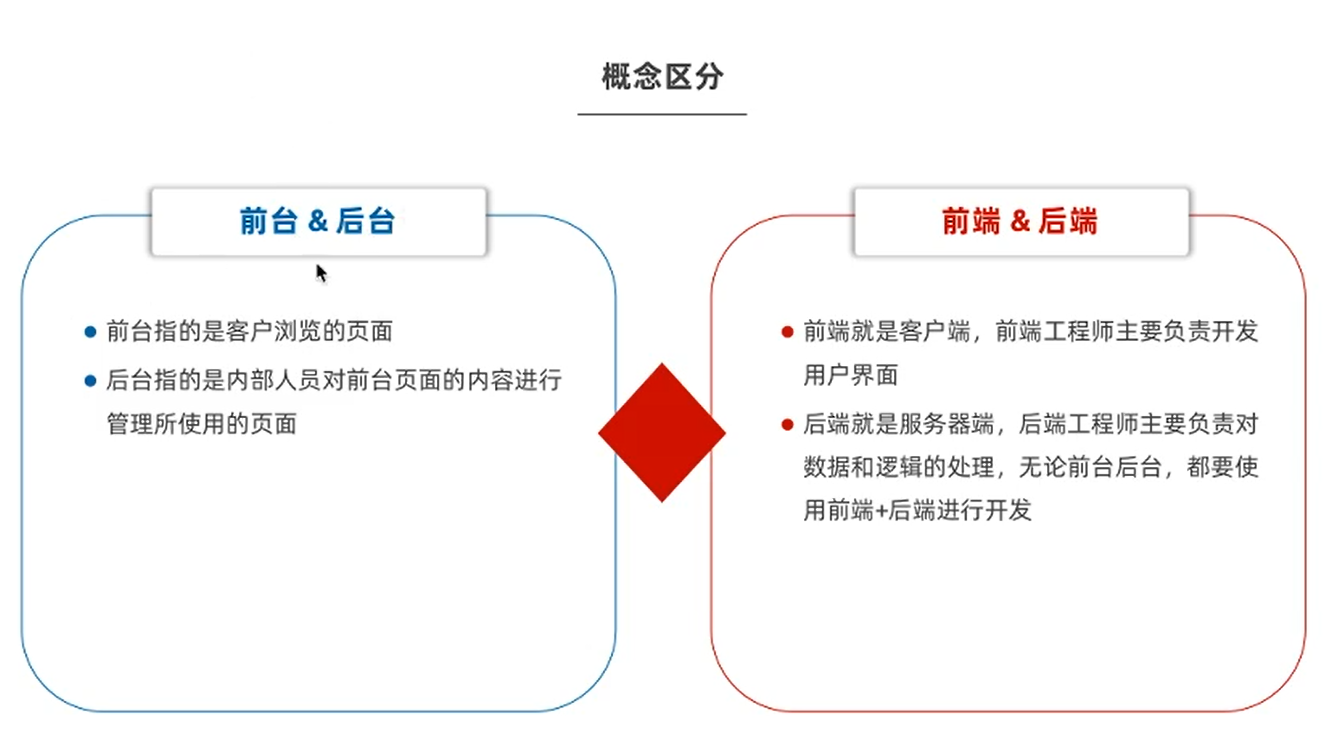 概念区分
前台 & 后台
前台指的是客户浏览的页面
后台指的是内部人员对前台页面的内容进行
管理所使用的页面
前端 & 后端
前端就是客户端，前端工程师主要负责开发
用户界面
后端就是服务器端，后端工程师主要负责对
数据和逻辑的处理，无论前台后台，都要使
用前端+后端进行开发